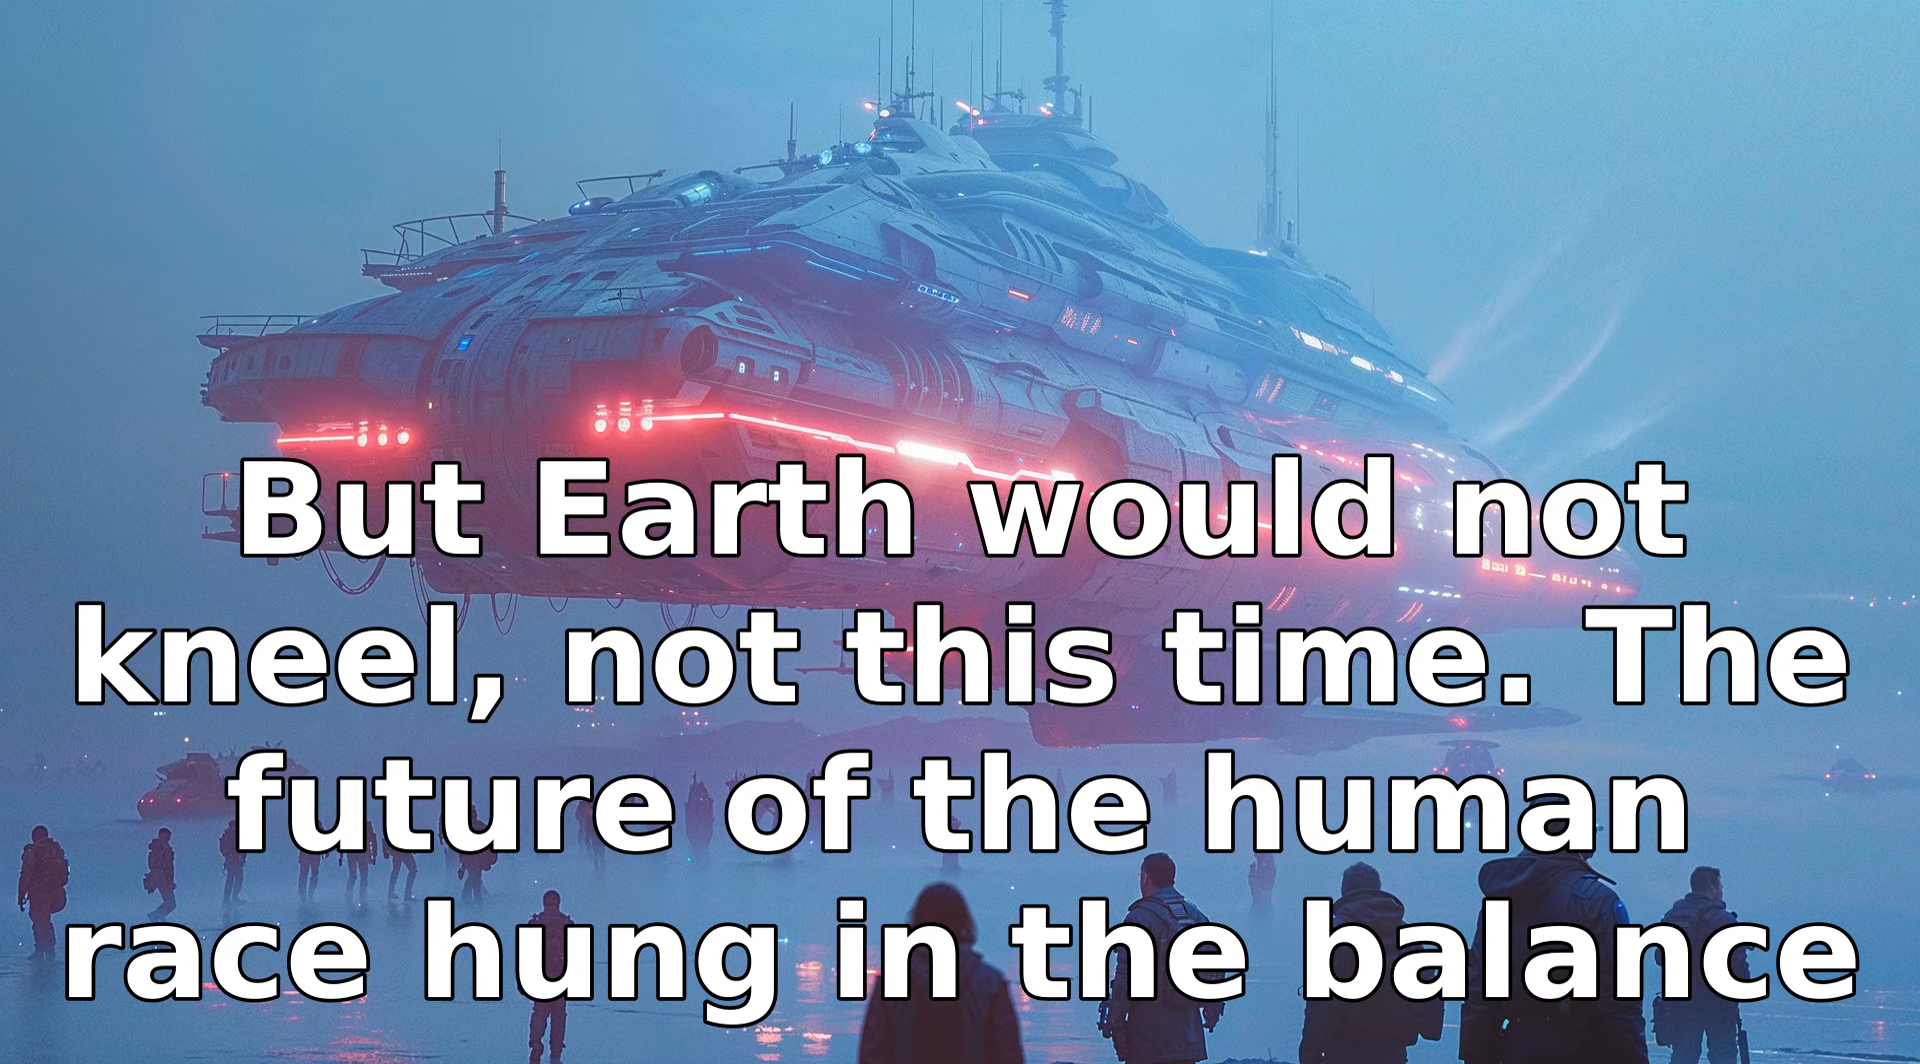 But Earth would not
kneel, not this time. The
future of the human
race hung in the balance